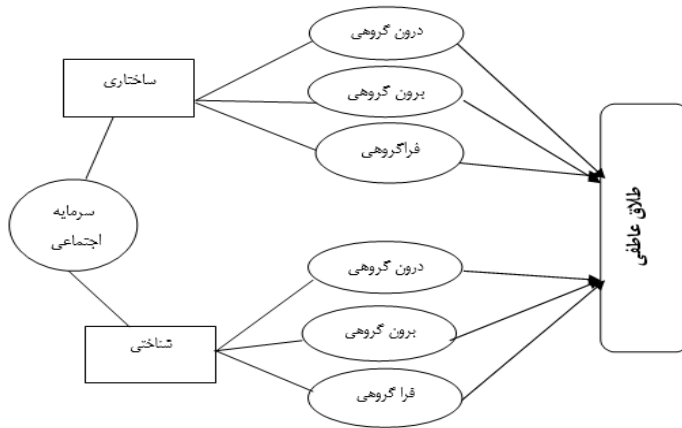 درون گروهی
ساختاری
برون گروهی
فراگروهی
سرمایه
اجتماعی
طلاق عاطفی
درون گروهی
شناختی
برون گروهی
فرا گروهی